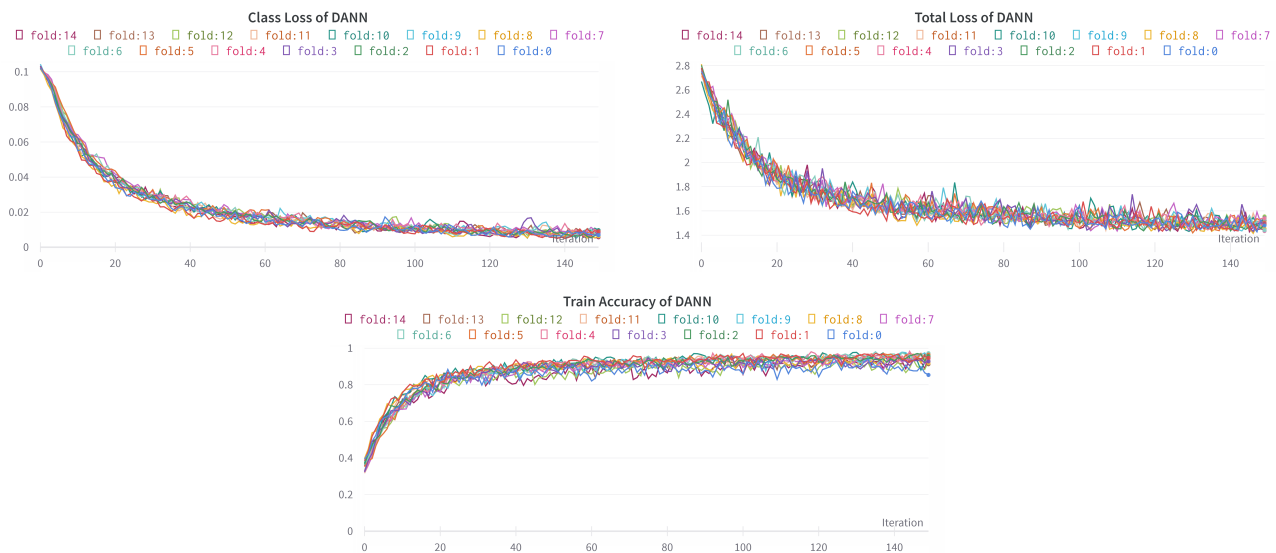 Class Loss of DANN
fold:14 fold:13 fold:12 fold:11 fold:10 fold:9 fold:8 fold:7
fold:6 fold:5 fold:4 fold:3 fold:2 fold:1 fold:0
0.1
0.08
0.06
0.04
0.02
0
Iteration
0 20 40 60 80 100 120 140
Total Loss of DANN
fold:14 fold:13 fold:12 fold:11 fold:10 fold:9 fold:8 fold:7
fold:6 fold:5 fold:4 fold:3 fold:2 fold:1 fold:0
2.8
2.6
2.4
2.2
2
1.8
1.6
1.4
Iteration
0 20 40 60 80 100 120 140
Train Accuracy of DANN
fold:14 fold:13 fold:12 fold:11 fold:10 fold:9 fold:8 fold:7
fold:6 fold:5 fold:4 fold:3 fold:2 fold:1 fold:0
1
0.8
0.6
0.4
0.2
0
Iteration
0 20 40 60 80 100 120 140